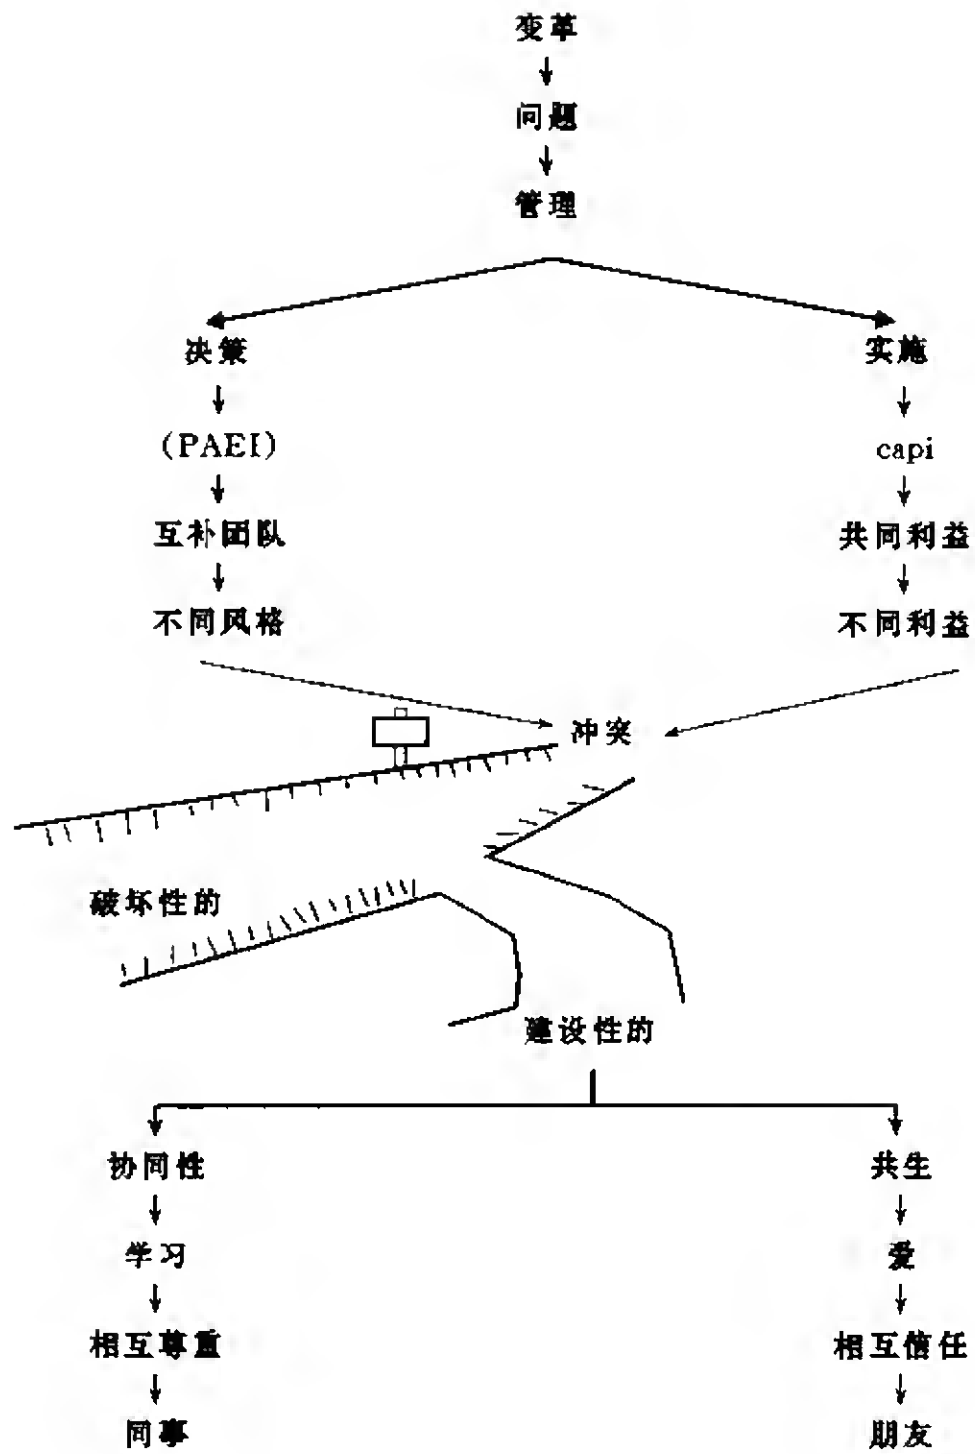 变革
问题
管理
决策
实施
(PAEI)
capi
互补团队
共同利益
不同风格
不同利益
冲突
破坏性的
建设性的
协同性
共生
学习
爱
相互尊重
相互信任
同事
朋友